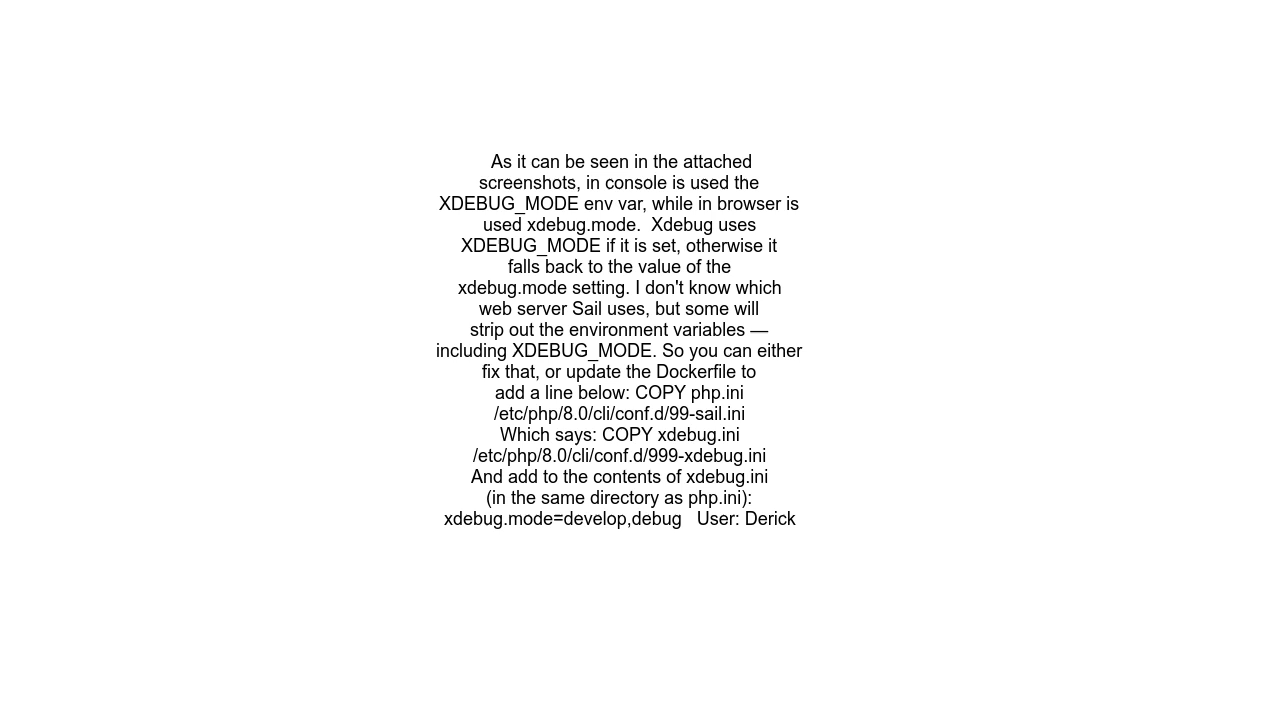 As it can be seen in the attached
screenshots, in console is used the
XDEBUG_MODE env var, while in browser is
used xdebug.mode.  Xdebug uses
XDEBUG_MODE if it is set, otherwise it
falls back to the value of the
xdebug.mode setting. I don't know which
web server Sail uses, but some will
strip out the environment variables —
including XDEBUG_MODE. So you can either
fix that, or update the Dockerfile to
add a line below: COPY php.ini
/etc/php/8.0/cli/conf.d/99-sail.ini
Which says: COPY xdebug.ini
/etc/php/8.0/cli/conf.d/999-xdebug.ini
And add to the contents of xdebug.ini
(in the same directory as php.ini):
xdebug.mode=develop,debug   User: Derick